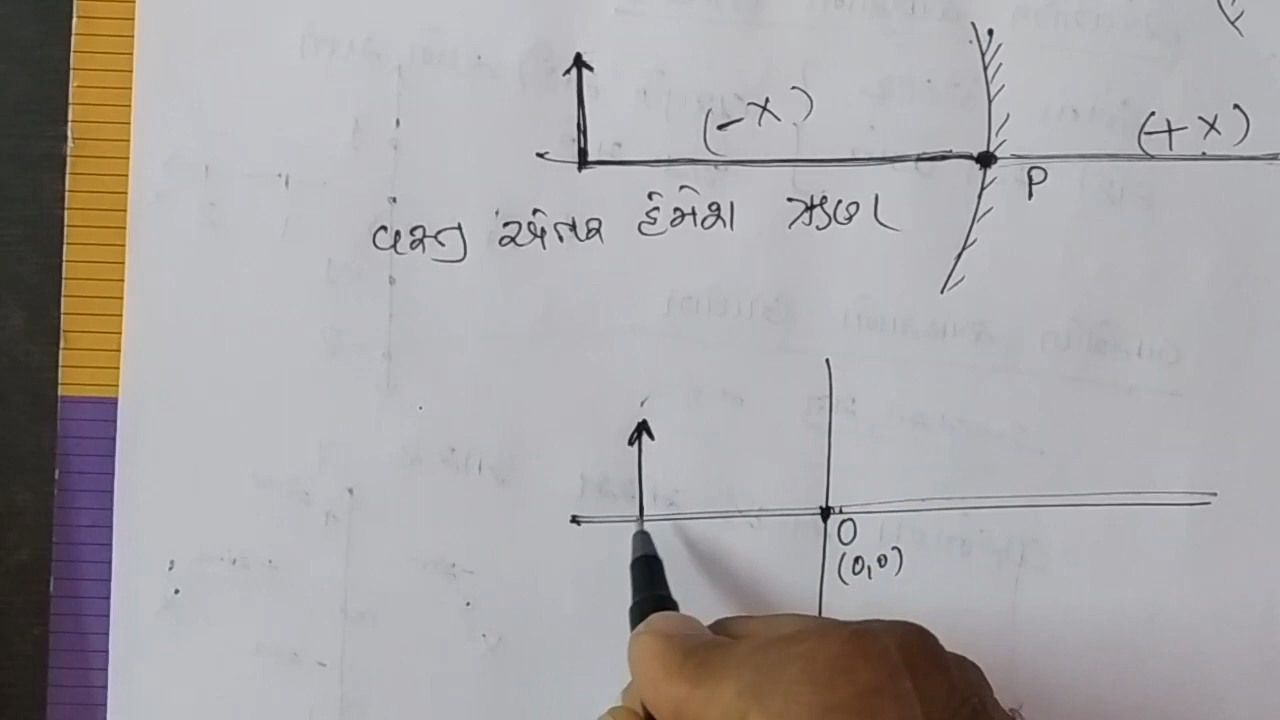 (-x)
(+x)
P
વસ્તુ અંતર હંમેશા ઋણ
O
(0,0)